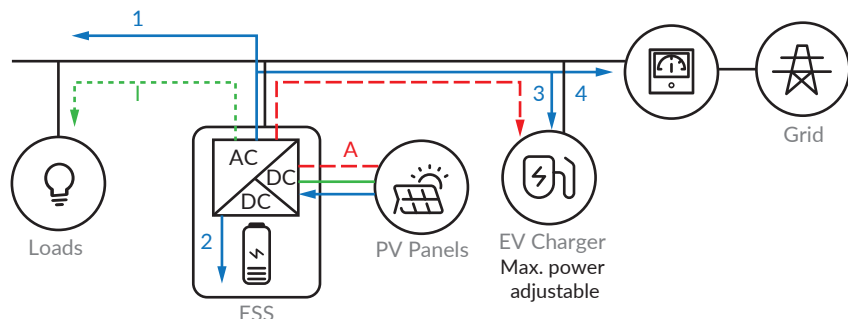 1
I
3
4
A
AC
DC
DC
2
Loads
ESS
PV Panels
EV Charger
Max. power
adjustable
Grid